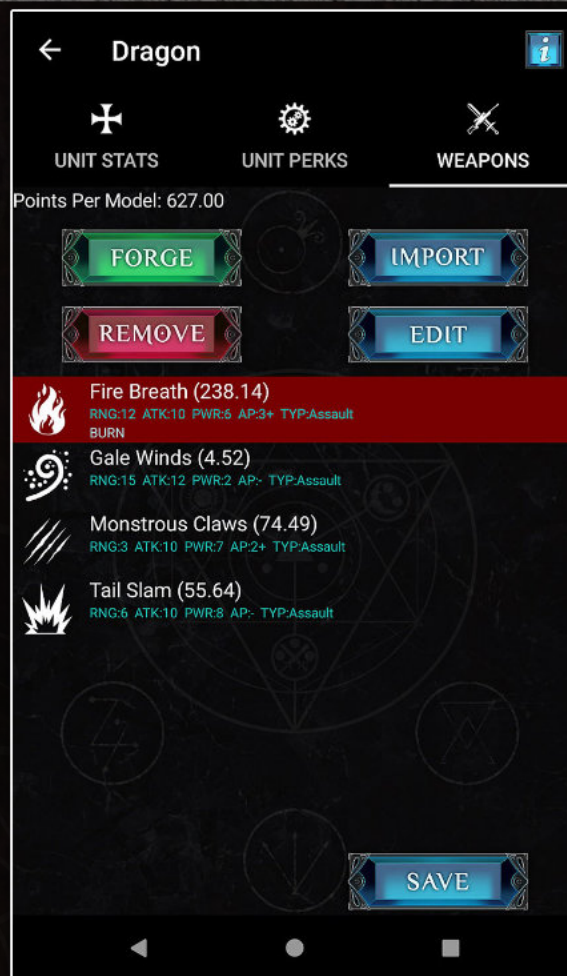 Dragon
i
UNIT STATS UNIT PERKS WEAPONS
Points Per Model: 627.00
FORGE IMPORT
REMOVE EDIT
Fire Breath (238.14)
RNG:12 ATK:10 PWR:6 AP:3+ TYP:Assault
BURN
Gale Winds (4.52)
RNG:15 ATK:12 PWR:2 AP:- TYP:Assault
Monstrous Claws (74.49)
RNG:3 ATK:10 PWR:7 AP:2+ TYP:Assault
Tail Slam (55.64)
RNG:6 ATK:10 PWR:8 AP:- TYP:Assault
SAVE